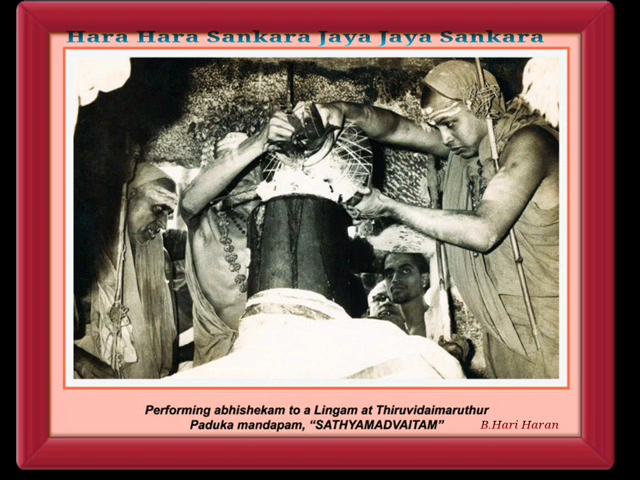 Hara Hara Sankara Jaya Jaya Sankara
Performing abhishekam to a Lingam at Thiruvidaimaruthur
Paduka mandapam, “SATHYAMADVAITAM”
B.Hari Haran